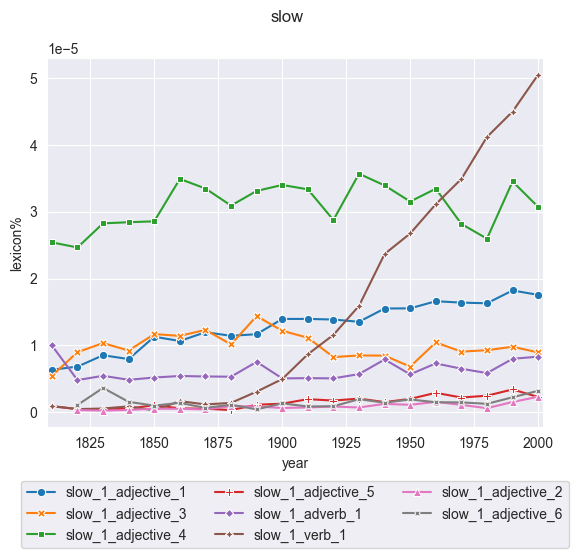 slow
1e−5
5
4
3
2
1
0
lexicon%
1825 1850 1875 1900 1925 1950 1975 2000
year
slow_1_adjective_1 slow_1_adjective_5 slow_1_adjective_2
slow_1_adjective_3 slow_1_adverb_1 slow_1_adjective_6
slow_1_adjective_4 slow_1_verb_1